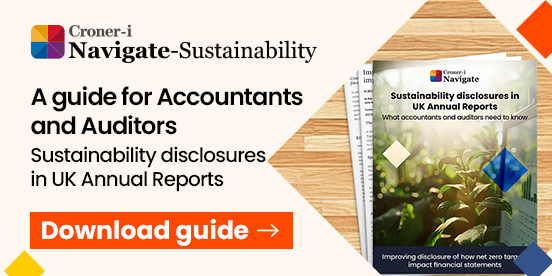 Croner-i
Navigate-Sustainability
A guide for Accountants
and Auditors
Sustainability disclosures
in UK Annual Reports
Download guide →
Croner-i
Navigate
Sustainability disclosures in
UK Annual Reports
What accountants and auditors need to know
Improving disclosure of how net zero targ
impact financial statements